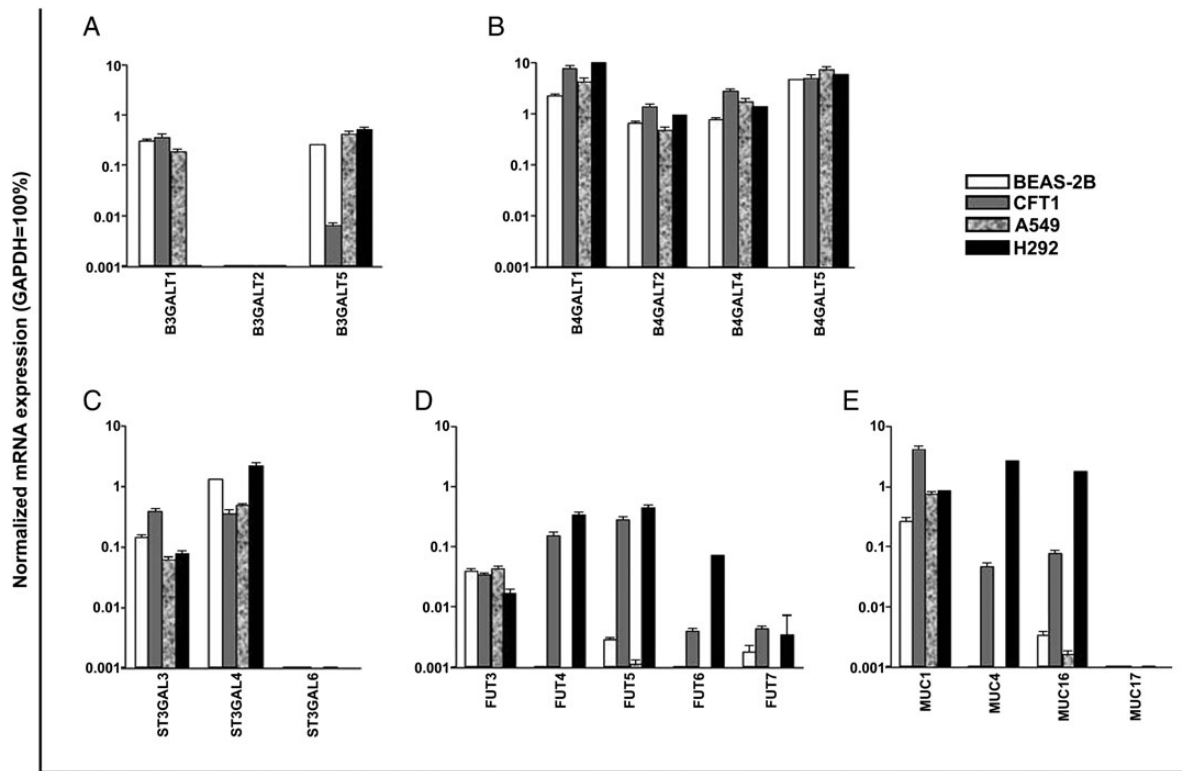 Normalized mRNA expression (GAPDH=100%)
A
10
1
0.1
0.01
0.001
B3GALT1
B3GALT2
B3GALT5
B
10
1
0.1
0.01
0.001
B4GALT1
B4GALT2
B4GALT4
B4GALT5
BEAS-2B
CFT1
A549
H292
C
10
1
0.1
0.01
0.001
ST3GAL3
ST3GAL4
ST3GAL6
D
10
1
0.1
0.01
0.001
FUT3
FUT4
FUT5
FUT6
FUT7
E
10
1
0.1
0.01
0.001
MUC1
MUC4
MUC16
MUC17